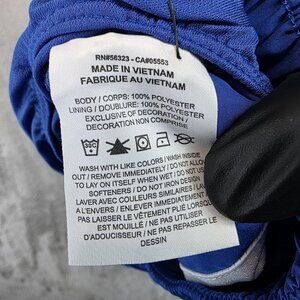 RN#56323 - CA#05553
MADE IN VIETNAM
FABRIQUE AU VIETNAM
BODY / CORPS: 100% POLYESTER
LINING / DOUBLURE: 100% POLYESTER
EXCLUSIVE OF DECORATION /
DECORATION NON COMPRISE
30C
WASH WITH LIKE COLORS / WASH INSIDE
OUT / REMOVE IMMEDIATELY / DO NOT ALLOW
TO LAY ON ITSELF WHEN WET / DO NOT USE
SOFTENERS / DO NOT IRON DESIGN
LAVER AVEC COULEURS SIMILAIRES / LAVER
A L'ENVERS / ENLEVER IMMEDIATEMENT / NE
PAS LAISSER LE VÊTEMENT PLIÉ LORSQU'IL
EST MOUILLÉ / NE PAS UTILISER
D'ADOUCISSEUR / NE PAS REPASSER LE
DESSIN